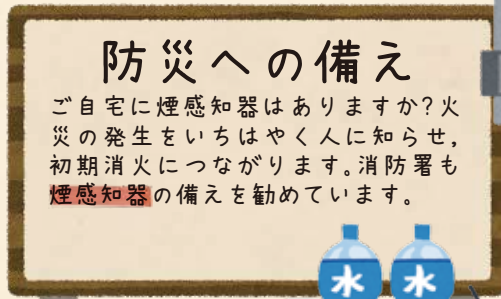 防災への備え
ご自宅に煙感知器はありますか?火
災の発生をいちはやく人に知らせ,
初期消火につながります。消防署も
煙感知器の備えを勧めています。
水 水